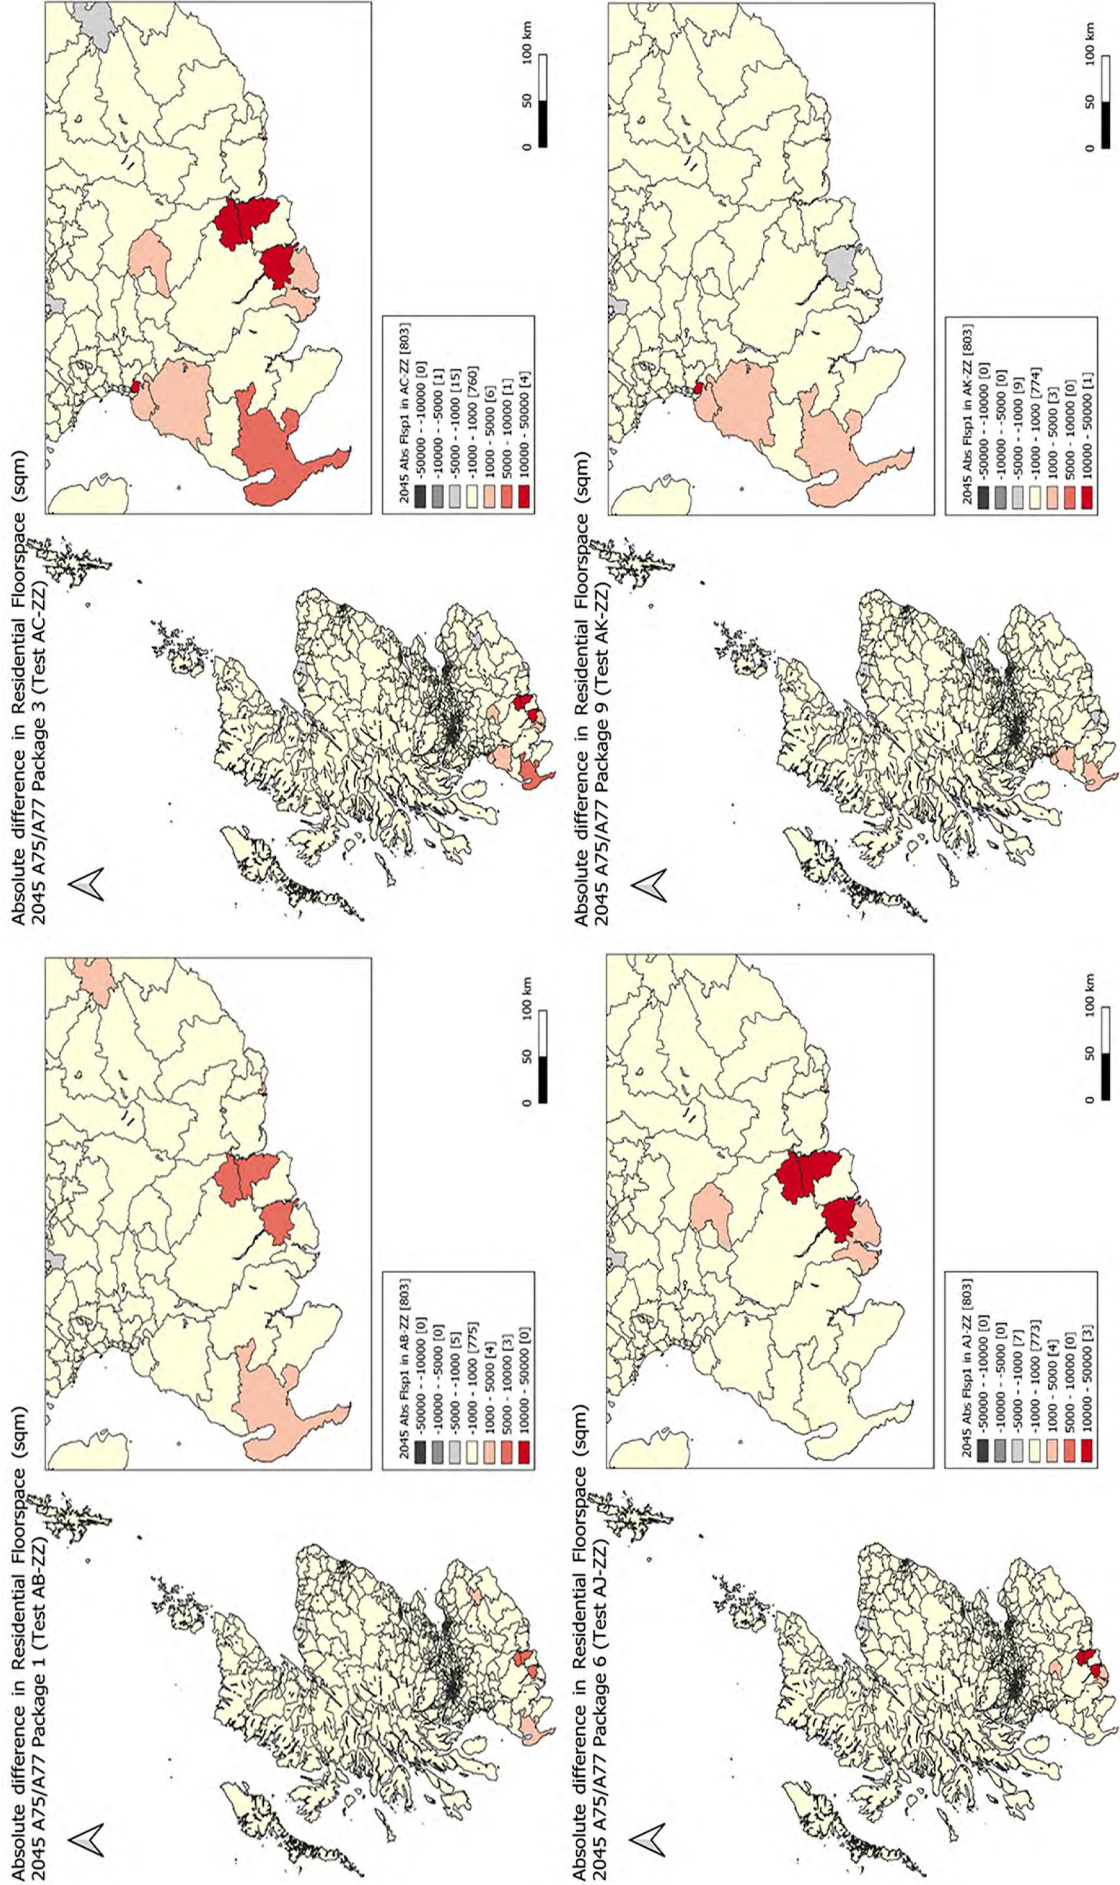 Absolute difference in Residential Floorspace (sqm)
2045 A75/A77 Package 1 (Test AB-ZZ)
2045 Abs Flsp1 in AB-ZZ [803]
-50000 - -10000 [0]
-10000 - -5000 [0]
-5000 - -1000 [5]
-1000 - 1000 [775]
1000 - 5000 [4]
5000 - 10000 [3]
10000 - 50000 [0]
0 50 100 km
Absolute difference in Residential Floorspace (sqm)
2045 A75/A77 Package 3 (Test AC-ZZ)
2045 Abs Flsp1 in AC-ZZ [803]
-50000 - -10000 [0]
-10000 - -5000 [1]
-5000 - -1000 [15]
-1000 - 1000 [760]
1000 - 5000 [6]
5000 - 10000 [1]
10000 - 50000 [4]
0 50 100 km
Absolute difference in Residential Floorspace (sqm)
2045 A75/A77 Package 6 (Test AJ-ZZ)
2045 Abs Flsp1 in AJ-ZZ [803]
-50000 - -10000 [0]
-10000 - -5000 [0]
-5000 - -1000 [7]
-1000 - 1000 [773]
1000 - 5000 [4]
5000 - 10000 [0]
10000 - 50000 [3]
0 50 100 km
Absolute difference in Residential Floorspace (sqm)
2045 A75/A77 Package 9 (Test AK-ZZ)
2045 Abs Flsp1 in AK-ZZ [803]
-50000 - -10000 [0]
-10000 - -5000 [0]
-5000 - -1000 [9]
-1000 - 1000 [774]
1000 - 5000 [3]
5000 - 10000 [0]
10000 - 50000 [1]
0 50 100 km